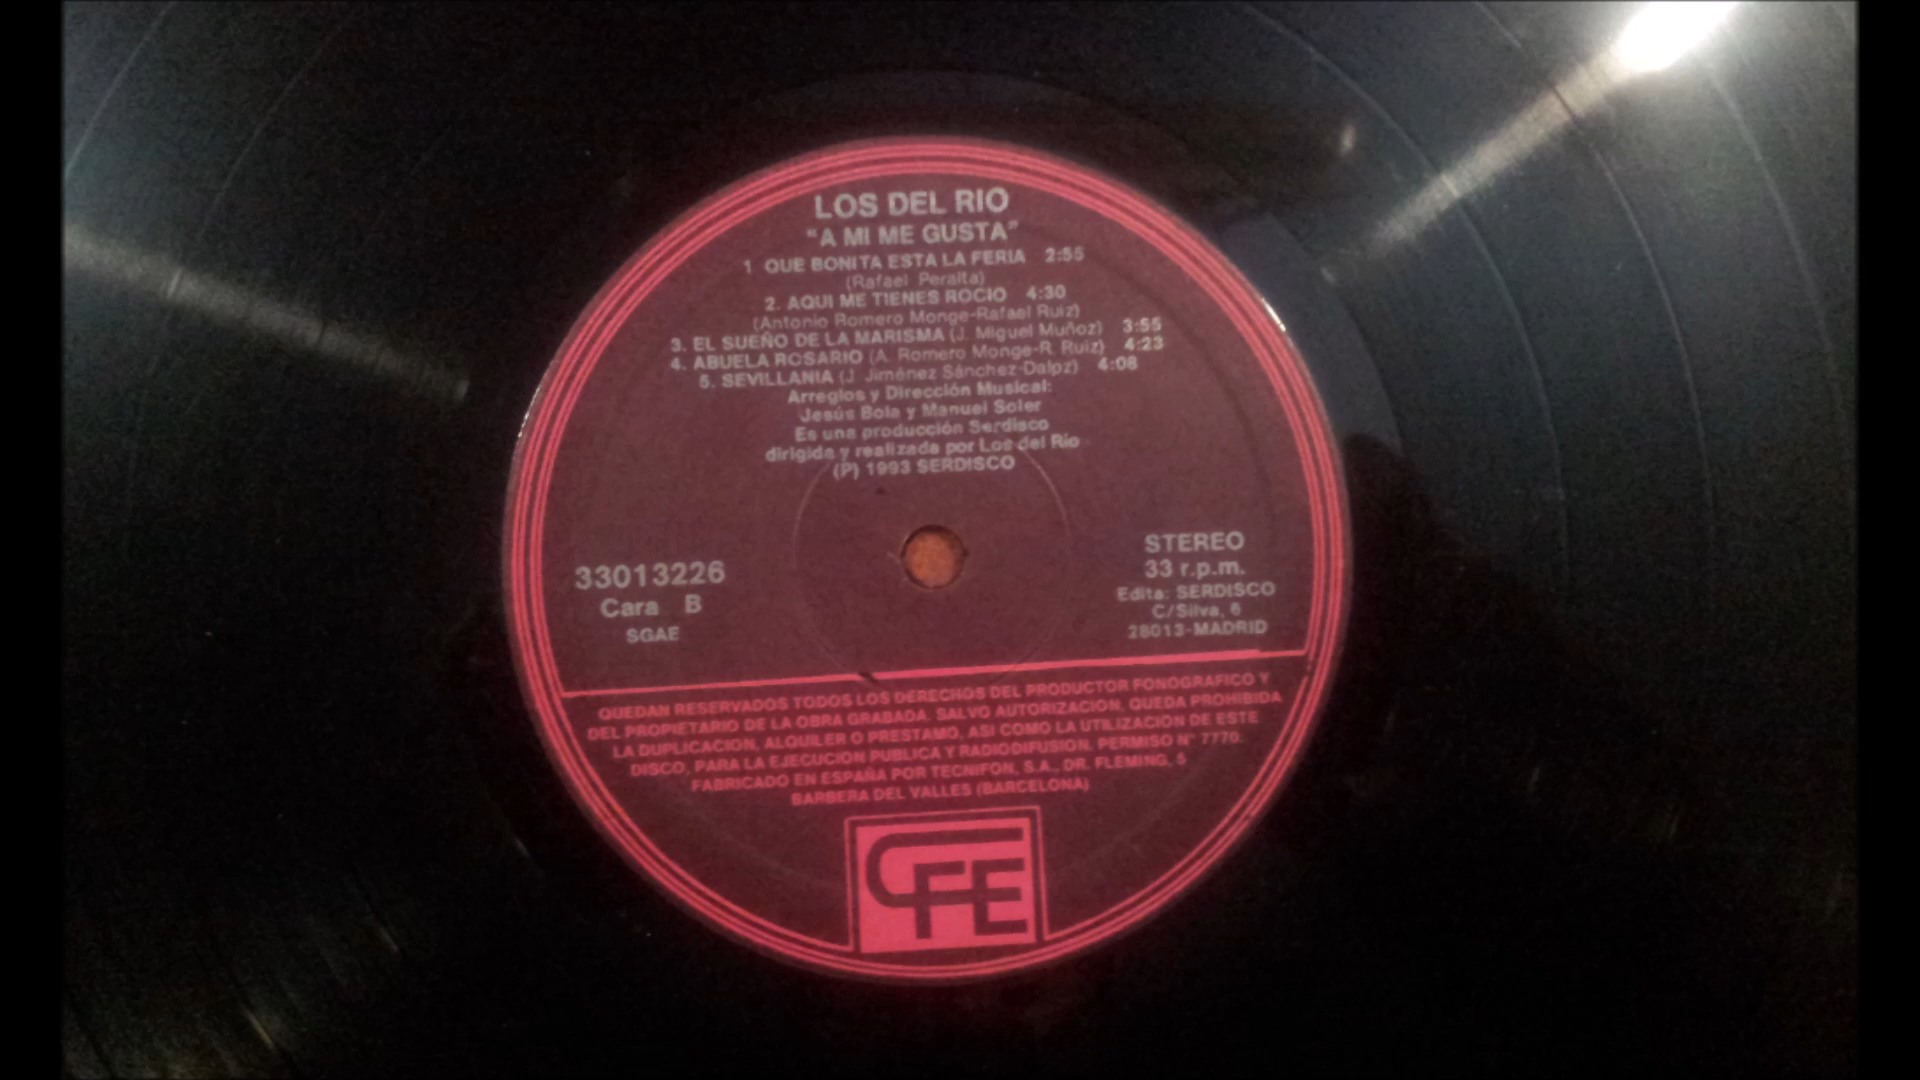 LOS DEL RIO
"A MI ME GUSTA"
1 QUE BONITA ESTA LA FERIA 2:55
(Rafael Peralta)
2. AQUI ME TIENES ROCIO 4:30
(Antonio Romero Monge-Rafael Ruiz)
3. EL SUEÑO DE LA MARISMA (J. Miguel Muñoz) 3:55
4. ABUELA ROSARIO (A. Romero Monge-R. Ruiz) 4:23
5. SEVILLANIA (J. Jiménez Sánchez-Dalpz) 4:08
Arreglos y Dirección Musical:
Jesús Bola y Manuel Soler
Es una producción Serdisco
dirigida y realizada por Los del Río
(P) 1993 SERDISCO
33013226
Cara B
SGAE
STEREO
33 r.p.m.
Edita: SERDISCO
C/Silva, 6
28013-MADRID
QUEDAN RESERVADOS TODOS LOS DERECHOS DEL PRODUCTOR FONOGRAFICO Y
DEL PROPIETARIO DE LA OBRA GRABADA. SALVO AUTORIZACION, QUEDA PROHIBIDA
LA DUPLICACION, ALQUILER O PRESTAMO, ASI COMO LA UTILIZACION DE ESTE
DISCO, PARA LA EJECUCION PUBLICA Y RADIODIFUSION. PERMISO N° 7770.
FABRICADO EN ESPAÑA POR TECNIFON, S.A., DR. FLEMING, 5
BARBERA DEL VALLES (BARCELONA)
CFE